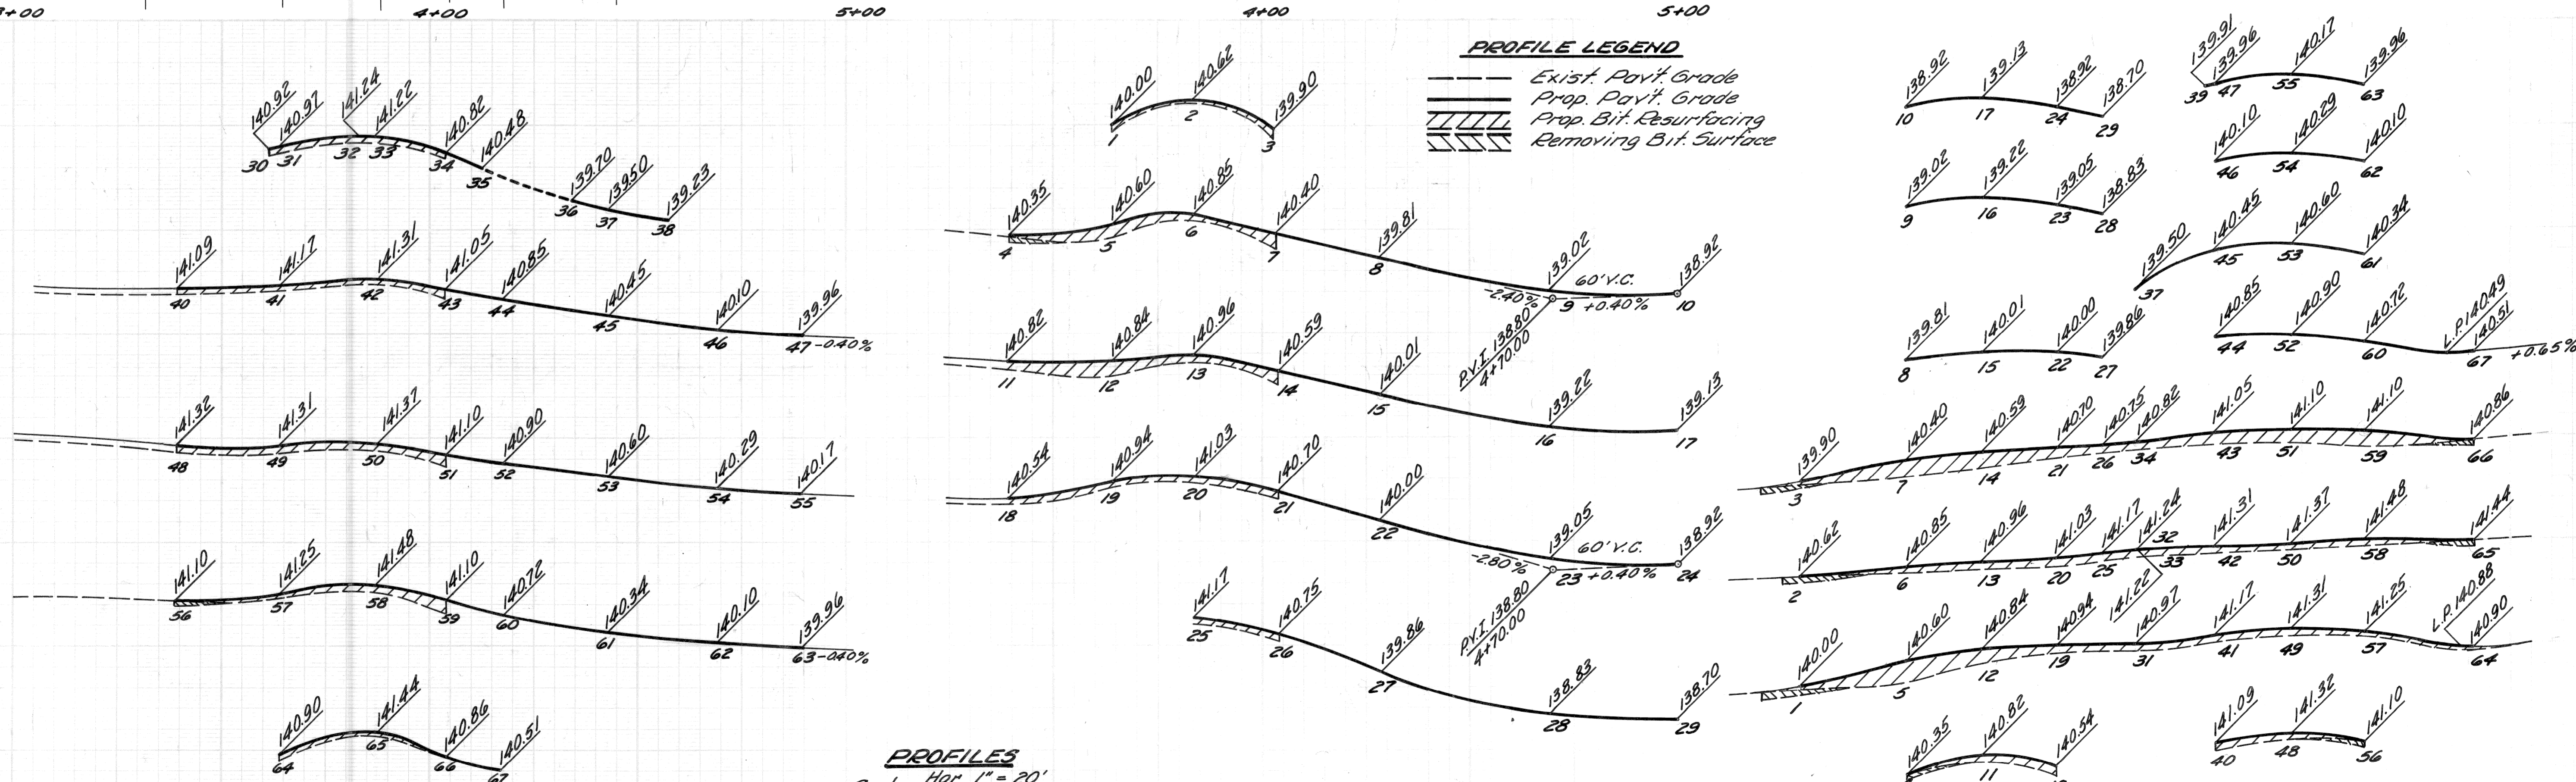 3+00 4+00 5+00 4+00 5+00
PROFILE LEGEND
Exist. Pav't. Grade
Prop. Pav't. Grade
Prop. Bit. Resurfacing
Removing Bit. Surface
140.92 140.97 141.24 141.22 140.82 140.48 139.70 139.50 139.23
30 31 32 33 34 35 36 37 38
141.09 141.17 141.31 141.05 140.85 140.45 140.10 139.96
40 41 42 43 44 45 46 47 -0.40%
141.32 141.31 141.37 141.10 140.90 140.60 140.29 140.17
48 49 50 51 52 53 54 55
141.10 141.25 141.48 141.10 140.72 140.34 140.10 139.96
56 57 58 59 60 61 62 63 -0.40%
140.90 141.44 140.86 140.51
64 65 66 67
140.00 140.62 139.90
1 2 3
140.35 140.60 140.85 140.40 139.81 139.02 138.92
4 5 6 7 8 9 10
-2.40% 60' V.C. +0.40%
P.V.I. 138.80
4+70.00
140.82 140.84 140.96 140.59 140.01 139.22 139.13
11 12 13 14 15 16 17
140.54 140.94 141.03 140.70 140.00 139.05 138.92
18 19 20 21 22 23 24
-2.80% 60' V.C. +0.40%
P.V.I. 138.80
4+70.00
141.17 140.75 139.86 138.83 138.70
25 26 27 28 29
PROFILES
Hor. 1" = 20'
138.92 139.13 138.92 138.70
10 17 24 29
139.91 139.96 140.17 139.96
39 47 55 63
139.02 139.22 139.05 138.83
9 16 23 28
140.10 140.29 140.10
46 54 62
139.50 140.45 140.60 140.34
37 45 53 61
139.81 140.01 140.00 139.86
8 15 22 27
140.85 140.90 140.72 L.P. 140.49 140.51
44 52 60 67 +0.65%
139.90 140.40 140.59 140.70 140.75 140.82 141.05 141.10 141.10 140.86
3 7 14 21 26 34 43 51 59 66
140.62 140.85 140.96 141.03 141.17 141.24 141.22 141.31 141.37 141.48 141.44
2 6 13 20 25 32 33 42 50 58 65
140.00 140.60 140.84 140.94 140.97 141.17 141.31 141.25 L.P. 140.88 140.90
1 5 12 19 31 41 49 57 64
140.35 140.82 140.54
11
141.09 141.32 141.10
40 48 56